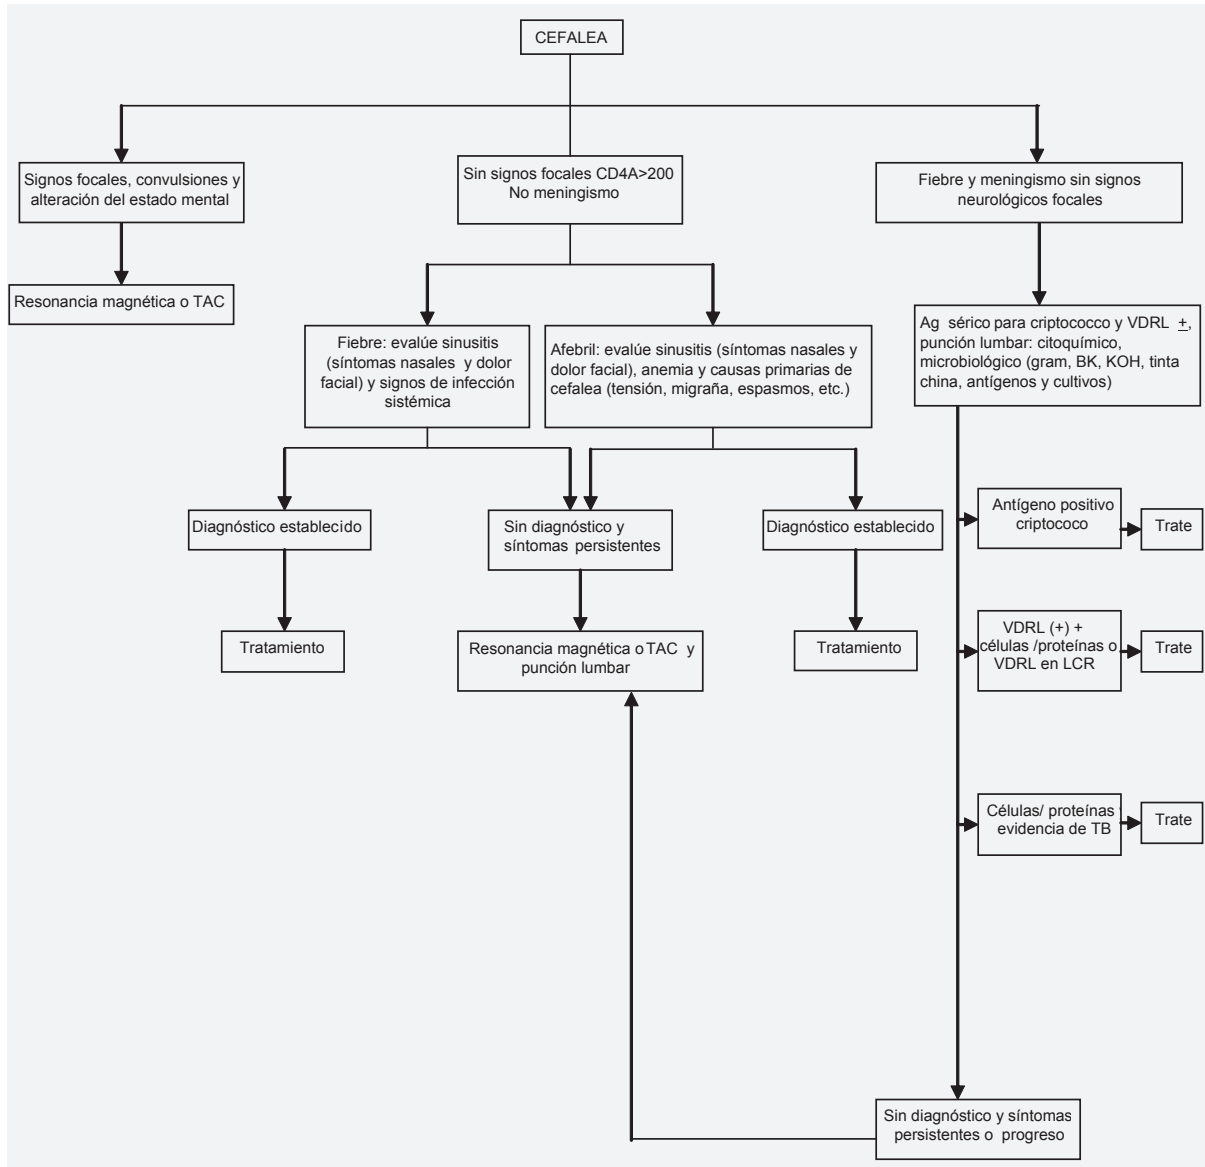 CEFALEA
Signos focales, convulsiones y
alteración del estado mental
Sin signos focales CD4A>200
No meningismo
Fiebre y meningismo sin signos
neurológicos focales
Resonancia magnética o TAC
Fiebre: evalúe sinusitis
(síntomas nasales y dolor
facial) y signos de infección
sistémica
Afebril: evalúe sinusitis (síntomas nasales y
dolor facial), anemia y causas primarias de
cefalea (tensión, migraña, espasmos, etc.)
Ag sérico para criptococco y VDRL ±,
punción lumbar: citoquímico,
microbiológico (gram, BK, KOH, tinta
china, antígenos y cultivos)
Diagnóstico establecido
Sin diagnóstico y
síntomas persistentes
Diagnóstico establecido
Antígeno positivo
criptococo
Trate
Tratamiento
Resonancia magnética o TAC y
punción lumbar
Tratamiento
VDRL (+) +
células /proteínas o
VDRL en LCR
Trate
Células/ proteínas
evidencia de TB
Trate
Sin diagnóstico y síntomas
persistentes o progreso